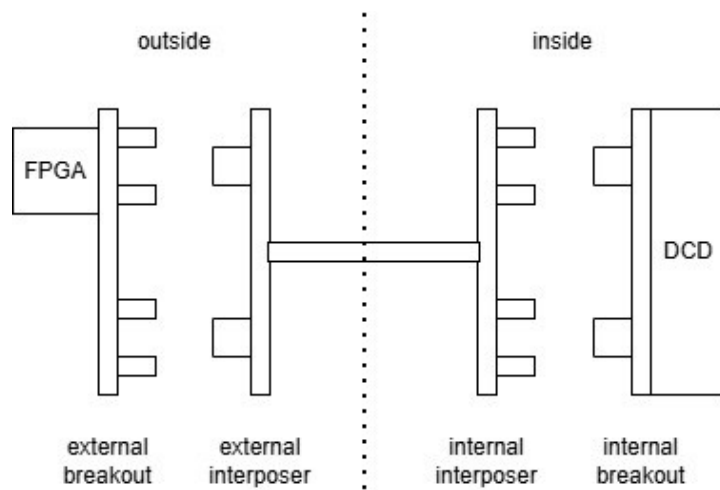 outside
inside
FPGA
DCD
external
breakout
external
interposer
internal
interposer
internal
breakout